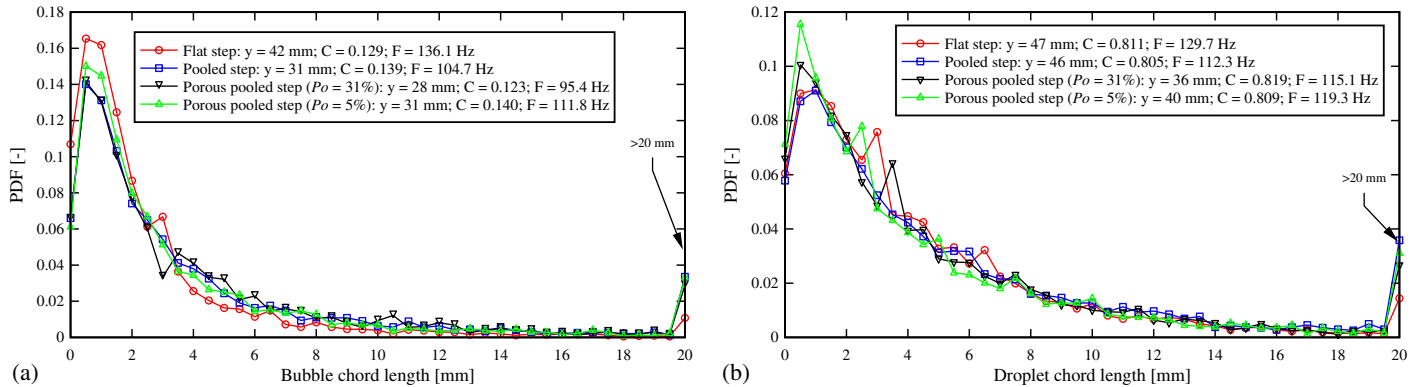 0.18
0.16
0.14
0.12
0.1
0.08
0.06
0.04
0.02
0
PDF [-]
Flat step: y = 42 mm; C = 0.129; F = 136.1 Hz
Pooled step: y = 31 mm; C = 0.139; F = 104.7 Hz
Porous pooled step (Po = 31%): y = 28 mm; C = 0.123; F = 95.4 Hz
Porous pooled step (Po = 5%): y = 31 mm; C = 0.140; F = 111.8 Hz
>20 mm
0 2 4 6 8 10 12 14 16 18 20
(a) Bubble chord length [mm]
0.12
0.1
0.08
0.06
0.04
0.02
0
PDF [-]
Flat step: y = 47 mm; C = 0.811; F = 129.7 Hz
Pooled step: y = 46 mm; C = 0.805; F = 112.3 Hz
Porous pooled step (Po = 31%): y = 36 mm; C = 0.819; F = 115.1 Hz
Porous pooled step (Po = 5%): y = 40 mm; C = 0.809; F = 119.3 Hz
>20 mm
0 2 4 6 8 10 12 14 16 18 20
(b) Droplet chord length [mm]